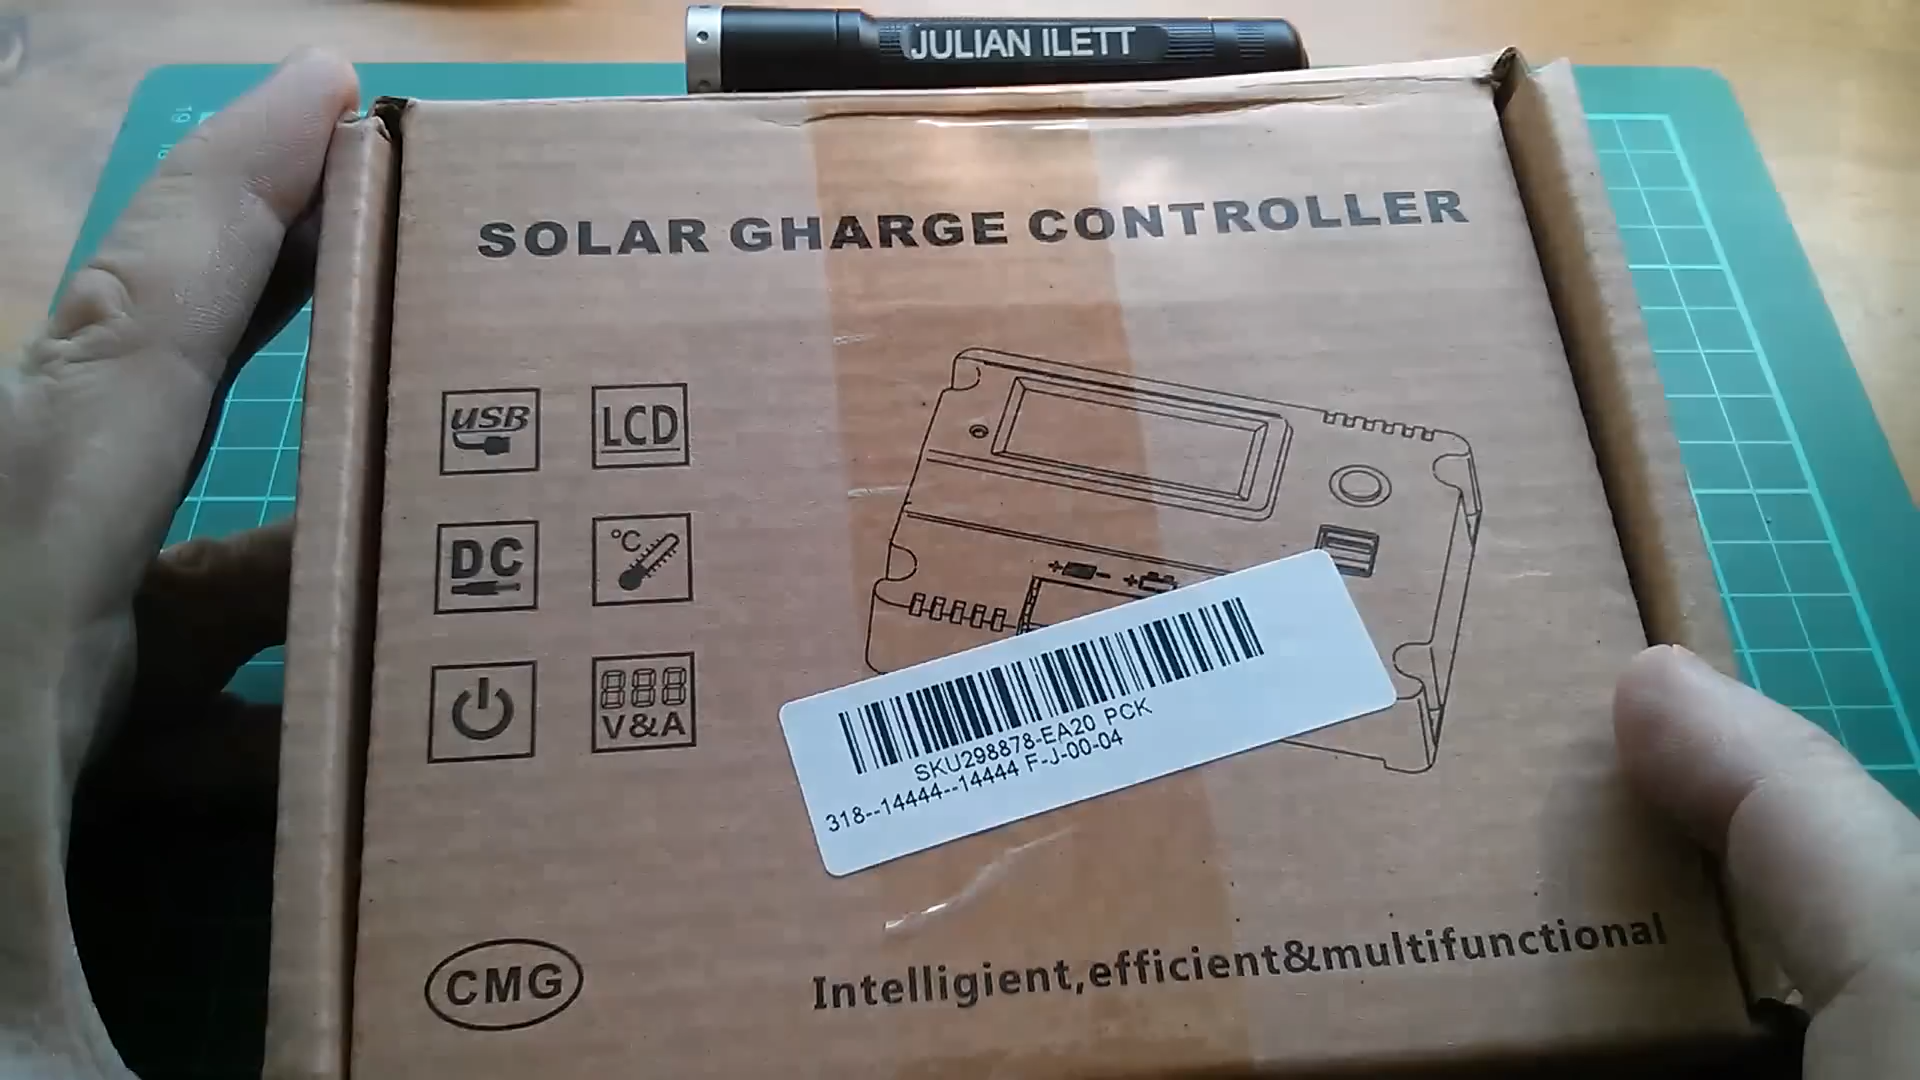 JULIAN ILETT
19
SOLAR GHARGE CONTROLLER
USB
LCD
DC
°C
888
V&A
+ - +
SKU298878-EA20 PCK
318--14444--14444 F-J-00-04
CMG
Intelligient,efficient&multifunctional